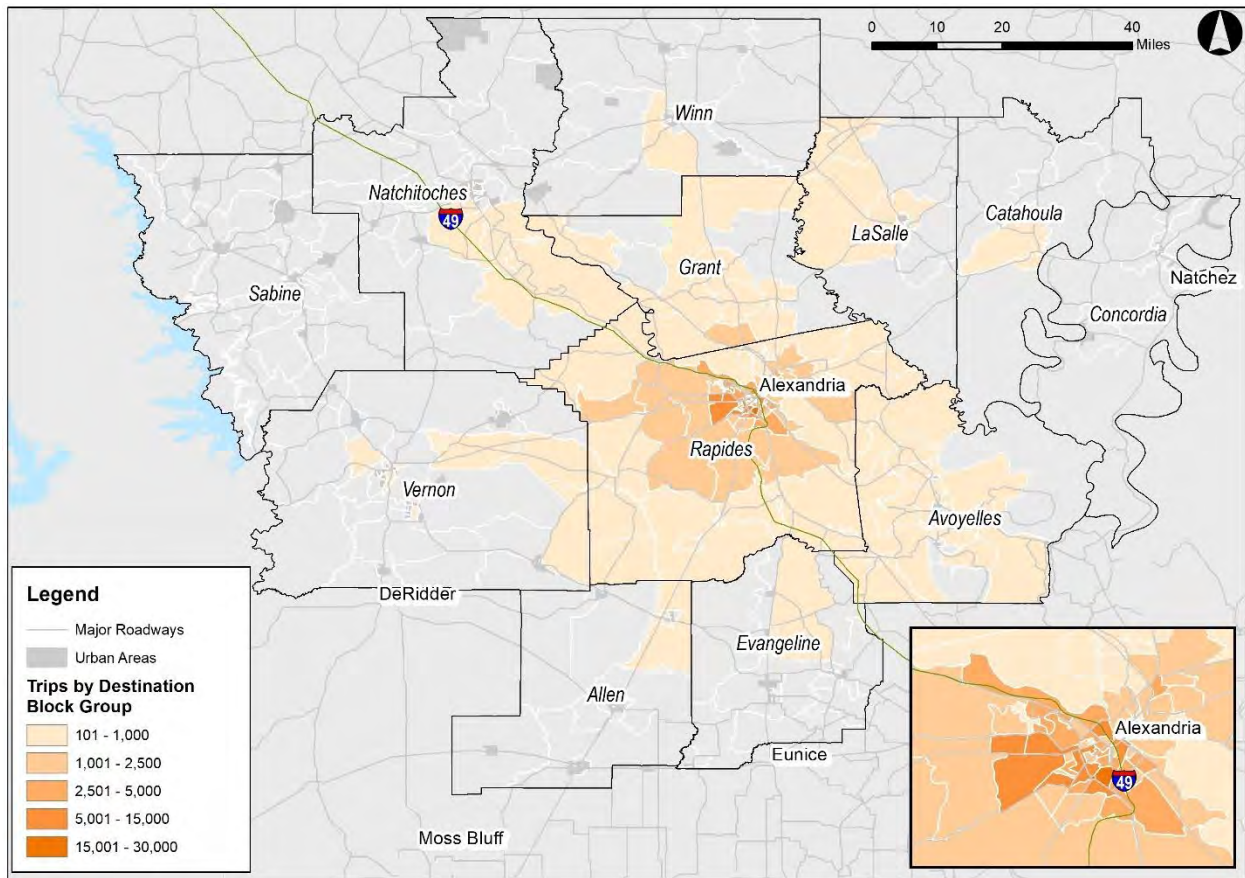 0 10 20 30 40
Miles
Winn
Natchitoches
49
LaSalle
Catahoula
Grant
Natchez
Sabine
Concordia
Alexandria
Rapides
Vernon
Avoyelles
DeRidder
Evangeline
Allen
Eunice
Moss Bluff
Legend
Major Roadways
Urban Areas
Trips by Destination
Block Group
101 - 1,000
1,001 - 2,500
2,501 - 5,000
5,001 - 15,000
15,001 - 30,000
Alexandria
49